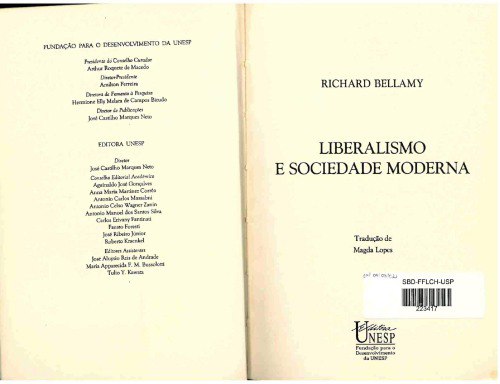 FUNDAÇÃO PARA O DESENVOLVIMENTO DA UNESP
Presidente do Conselho Curador
Arthur Roquete de Macedo
Diretor-Presidente
Amilson Ferreira
Diretora de Fomento à Pesquisa
Hermione Elly Melara de Campos Bicudo
Diretor de Publicações
José Castilho Marques Neto
EDITORA UNESP
Diretor
José Castilho Marques Neto
Conselho Editorial Acadêmico
Aguinaldo José Gonçalves
Anna Maria Martinez Corrêa
Antonio Carlos Massabni
Antonio Celso Wagner Zanin
Antonio Manoel dos Santos Silva
Carlos Erivany Fantinati
Fausto Foresti
José Ribeiro Júnior
Roberto Kraenkel
Editores Assistentes
José Aluysio Reis de Andrade
Maria Apparecida F. M. Bussolotti
Tulio Y. Kawata
RICHARD BELLAMY
LIBERALISMO
E SOCIEDADE MODERNA
Tradução de
Magda Lopes
SBD-FFLCH-USP
223417
Editora
UNESP
Fundação para o
Desenvolvimento
da UNESP